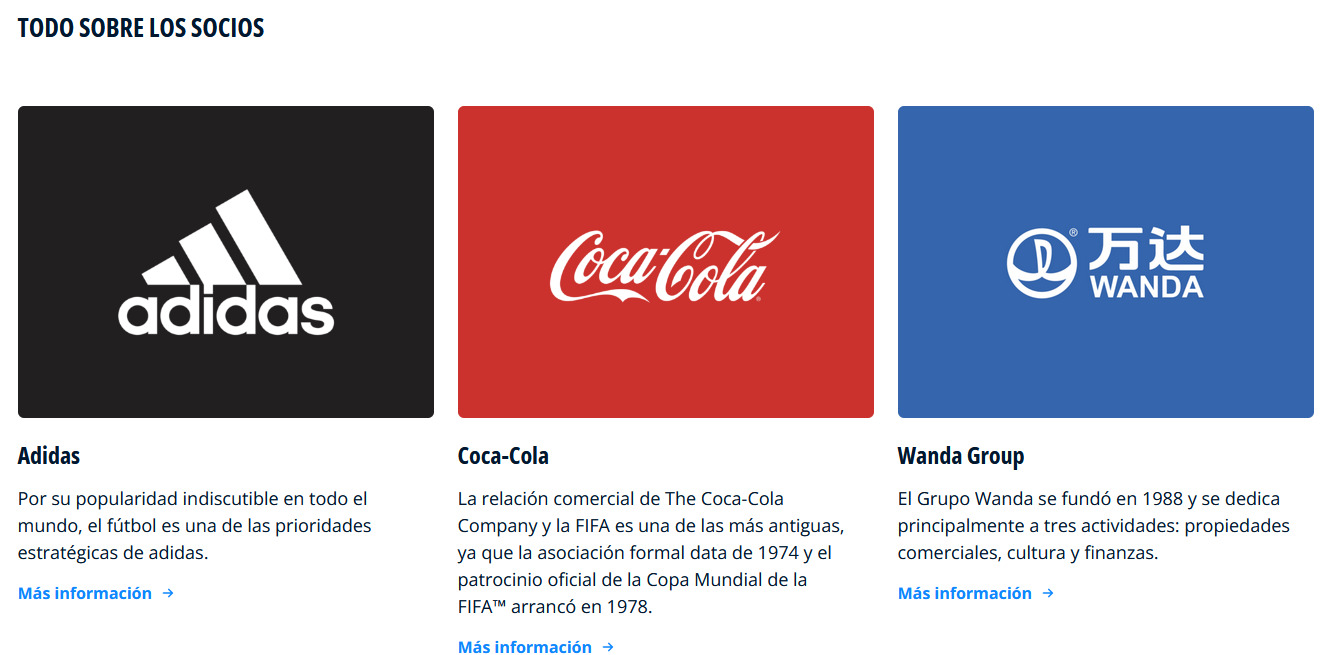 TODO SOBRE LOS SOCIOS
adidas
Coca-Cola®
® 万达
WANDA
Adidas
Por su popularidad indiscutible en todo el
mundo, el fútbol es una de las prioridades
estratégicas de adidas.
Más información →
Coca-Cola
La relación comercial de The Coca-Cola
Company y la FIFA es una de las más antiguas,
ya que la asociación formal data de 1974 y el
patrocinio oficial de la Copa Mundial de la
FIFA™ arrancó en 1978.
Más información →
Wanda Group
El Grupo Wanda se fundó en 1988 y se dedica
principalmente a tres actividades: propiedades
comerciales, cultura y finanzas.
Más información →